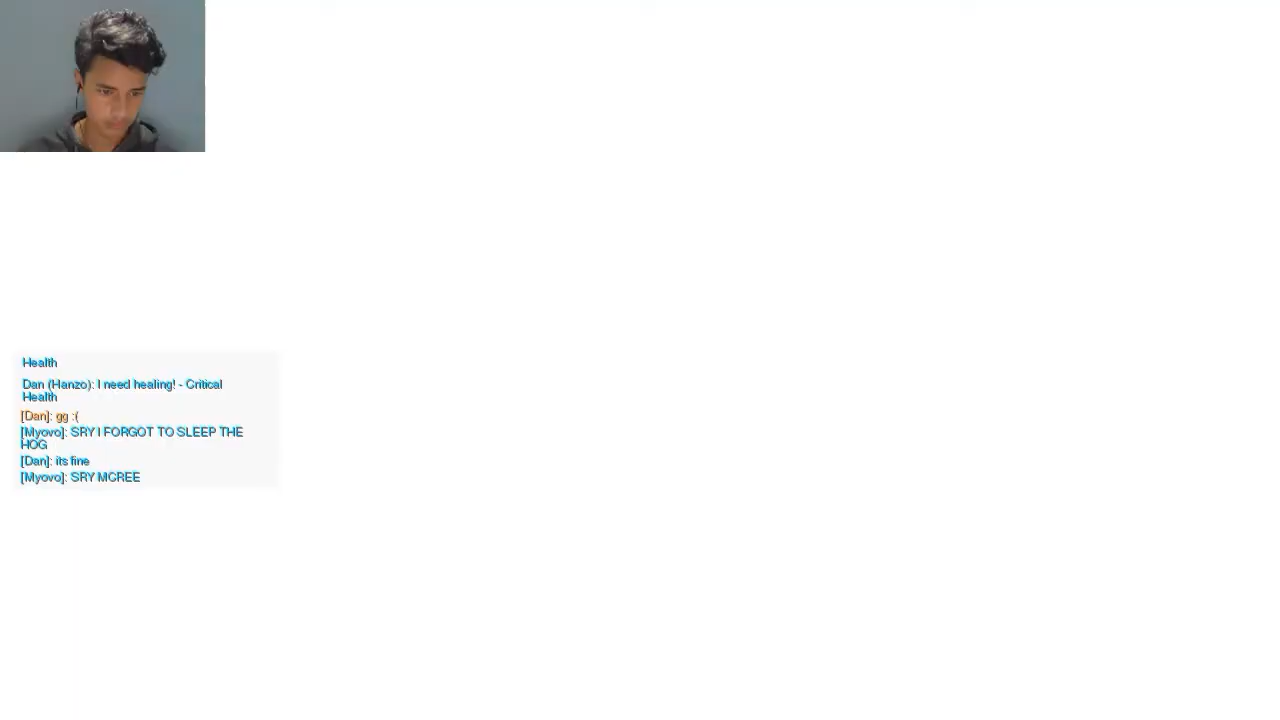 Health
Dan (Hanzo): I need healing! - Critical
Health
[Dan]: gg :(
[Myovo]: SRY I FORGOT TO SLEEP THE
HOG
[Dan]: its fine
[Myovo]: SRY MCREE